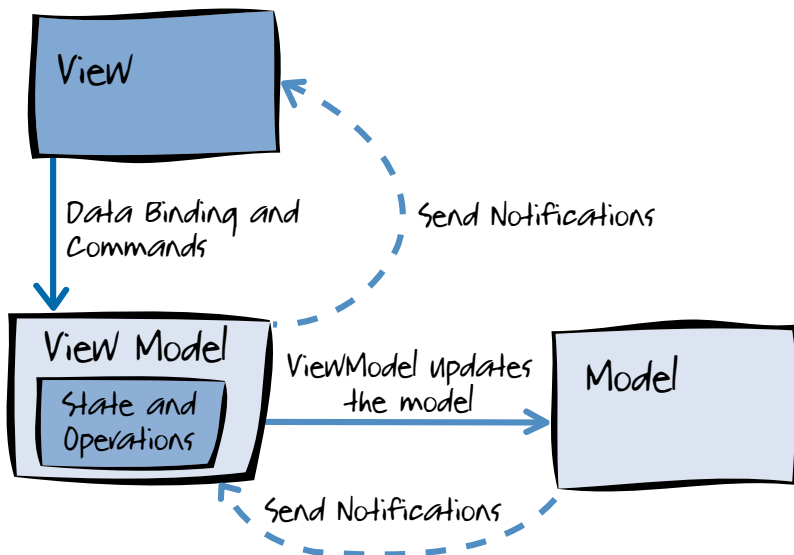 View
Data Binding and
Commands
Send Notifications
View Model
State and
Operations
ViewModel updates
the model
Model
Send Notifications